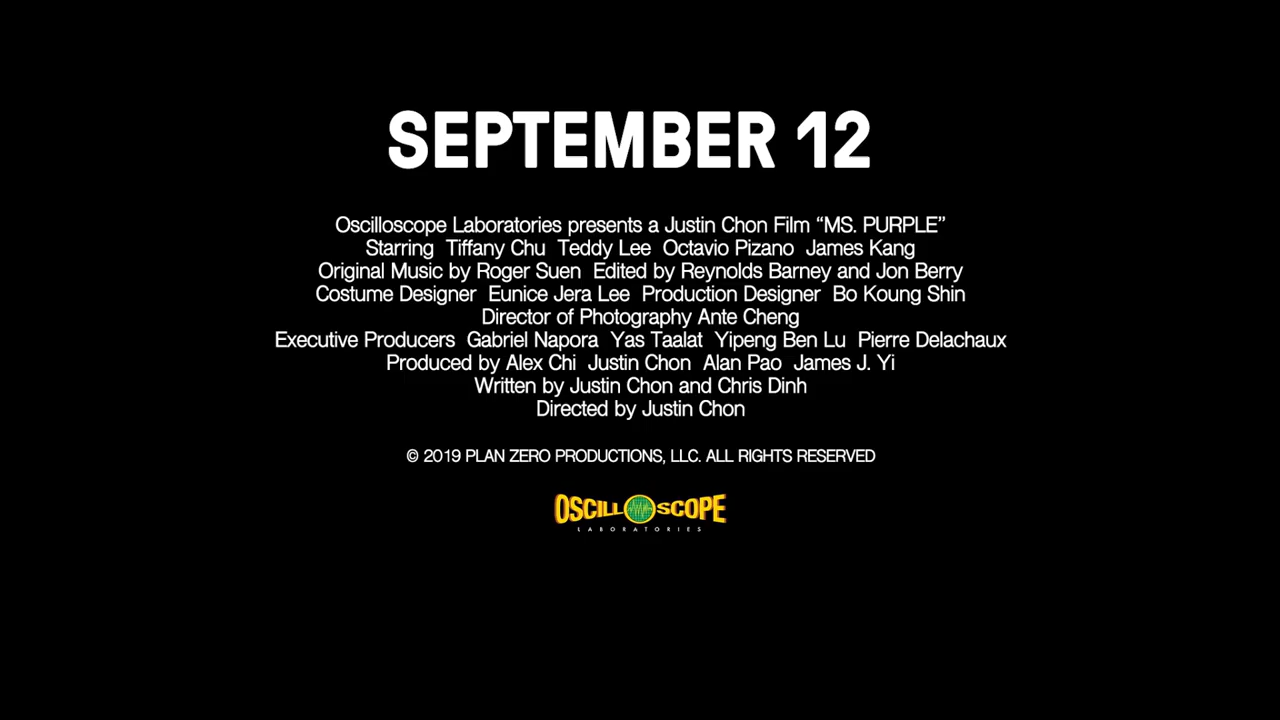 SEPTEMBER 12
Oscilloscope Laboratories presents a Justin Chon Film “MS. PURPLE”
Starring Tiffany Chu Teddy Lee Octavio Pizano James Kang
Original Music by Roger Suen Edited by Reynolds Barney and Jon Berry
Costume Designer Eunice Jera Lee Production Designer Bo Koung Shin
Director of Photography Ante Cheng
Executive Producers Gabriel Napora Yas Taalat Yipeng Ben Lu Pierre Delachaux
Produced by Alex Chi Justin Chon Alan Pao James J. Yi
Written by Justin Chon and Chris Dinh
Directed by Justin Chon
© 2019 PLAN ZERO PRODUCTIONS, LLC. ALL RIGHTS RESERVED
OSCILLOSCOPE
LABORATORIES